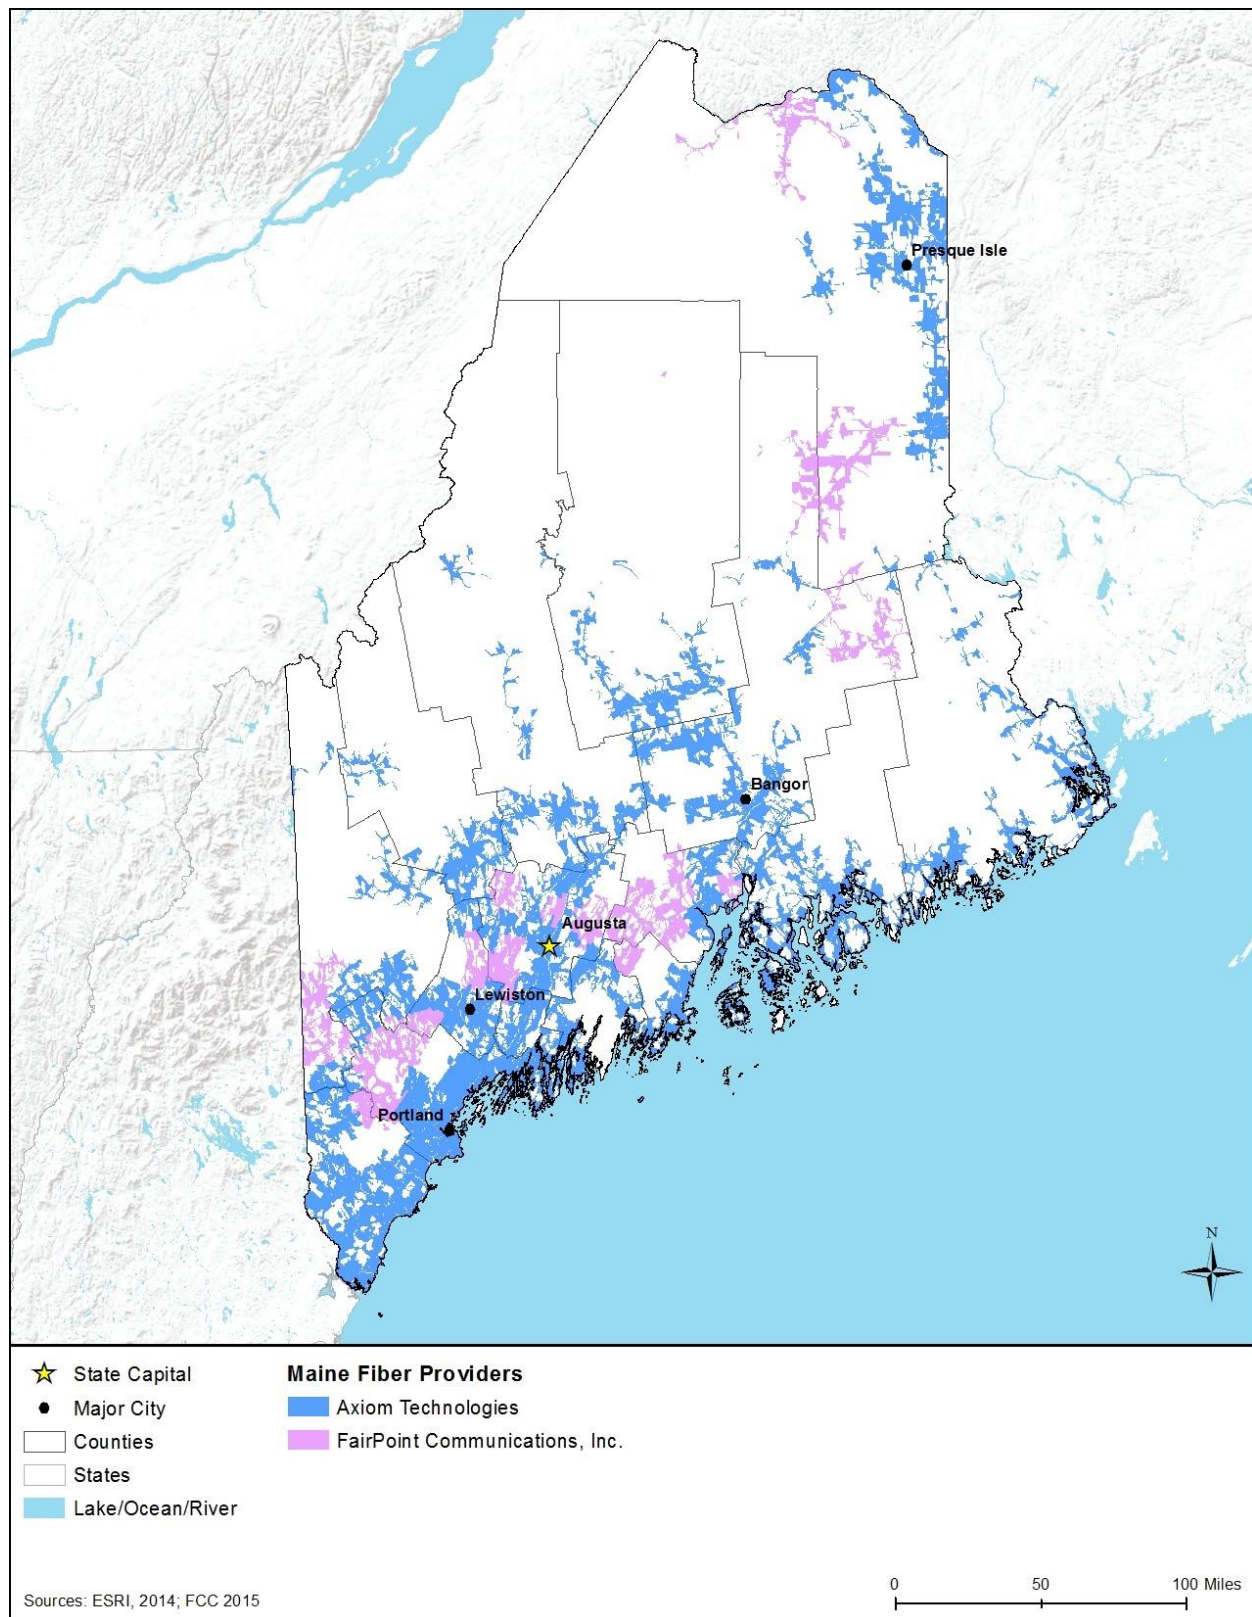 Presque Isle
Bangor
Augusta
Lewiston
Portland
N
State Capital
Major City
Counties
States
Lake/Ocean/River
Maine Fiber Providers
Axiom Technologies
FairPoint Communications, Inc.
Sources: ESRI, 2014; FCC 2015
0 50 100 Miles